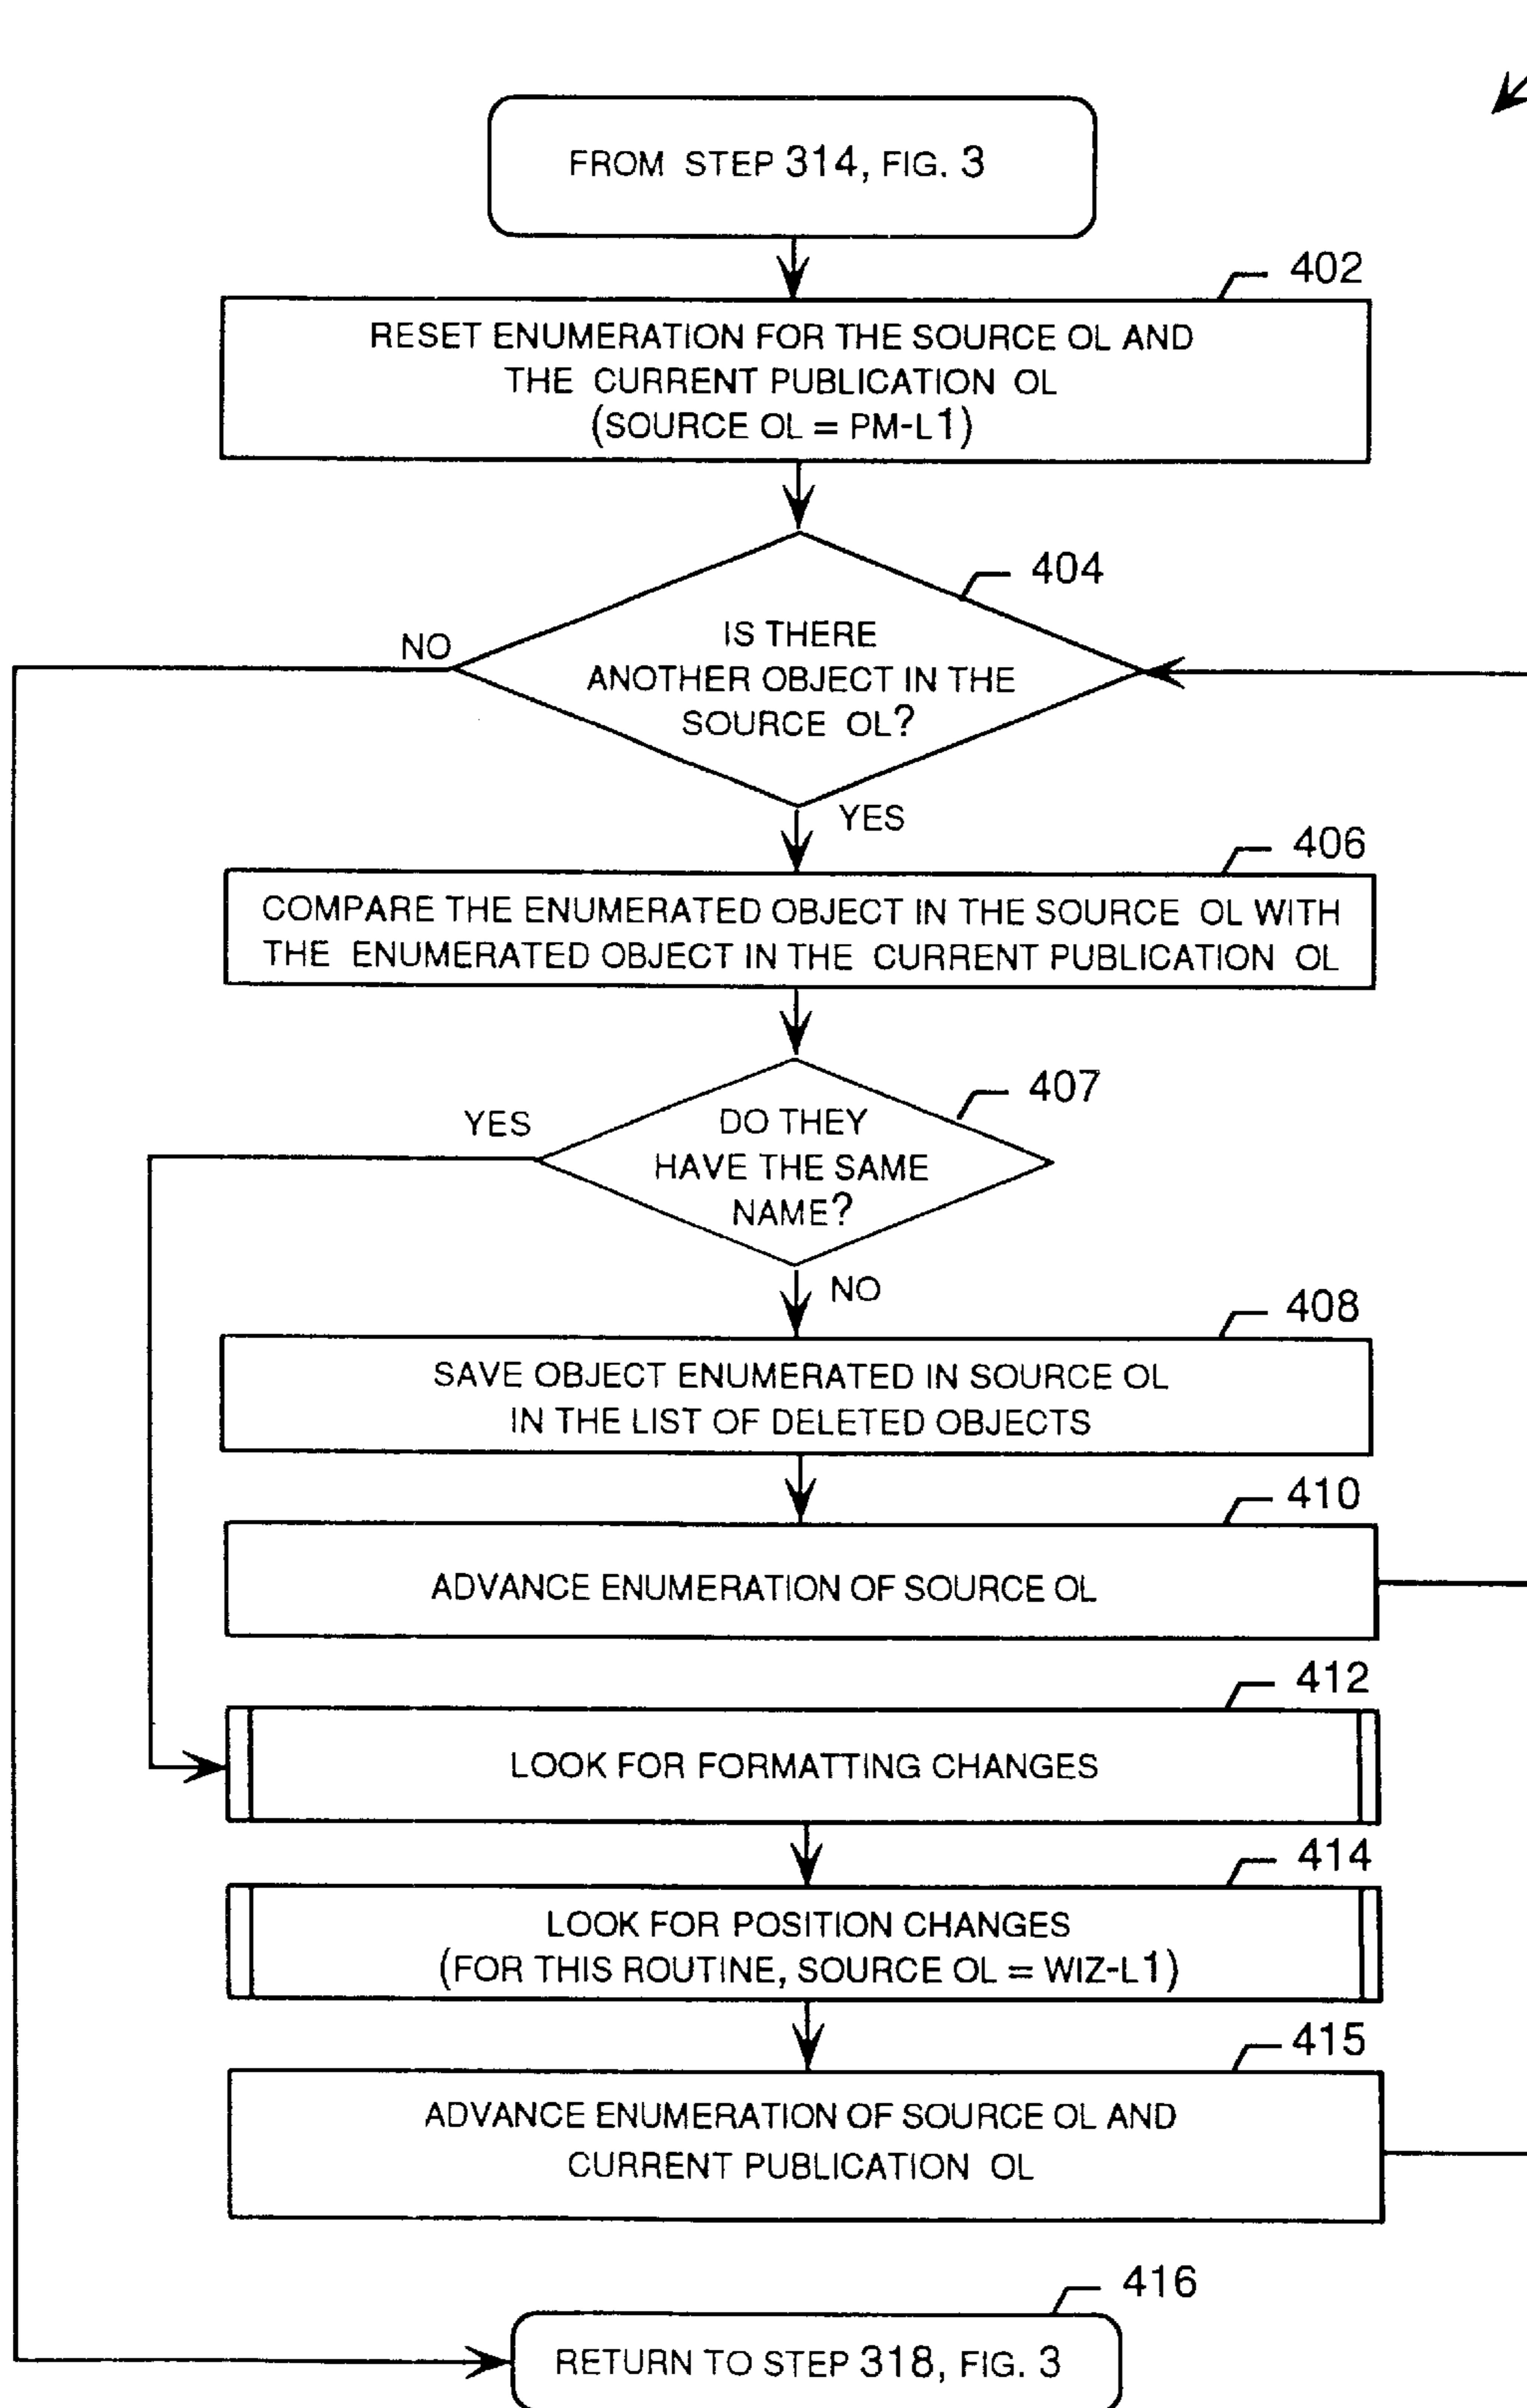 FROM STEP 314, FIG. 3
402
RESET ENUMERATION FOR THE SOURCE OL AND
THE CURRENT PUBLICATION OL
(SOURCE OL = PM-L1)
404
NO
IS THERE
ANOTHER OBJECT IN THE
SOURCE OL?
YES
406
COMPARE THE ENUMERATED OBJECT IN THE SOURCE OL WITH
THE ENUMERATED OBJECT IN THE CURRENT PUBLICATION OL
407
YES
DO THEY
HAVE THE SAME
NAME?
NO
408
SAVE OBJECT ENUMERATED IN SOURCE OL
IN THE LIST OF DELETED OBJECTS
410
ADVANCE ENUMERATION OF SOURCE OL
412
LOOK FOR FORMATTING CHANGES
414
LOOK FOR POSITION CHANGES
(FOR THIS ROUTINE, SOURCE OL = WIZ-L1)
415
ADVANCE ENUMERATION OF SOURCE OL AND
CURRENT PUBLICATION OL
416
RETURN TO STEP 318, FIG. 3